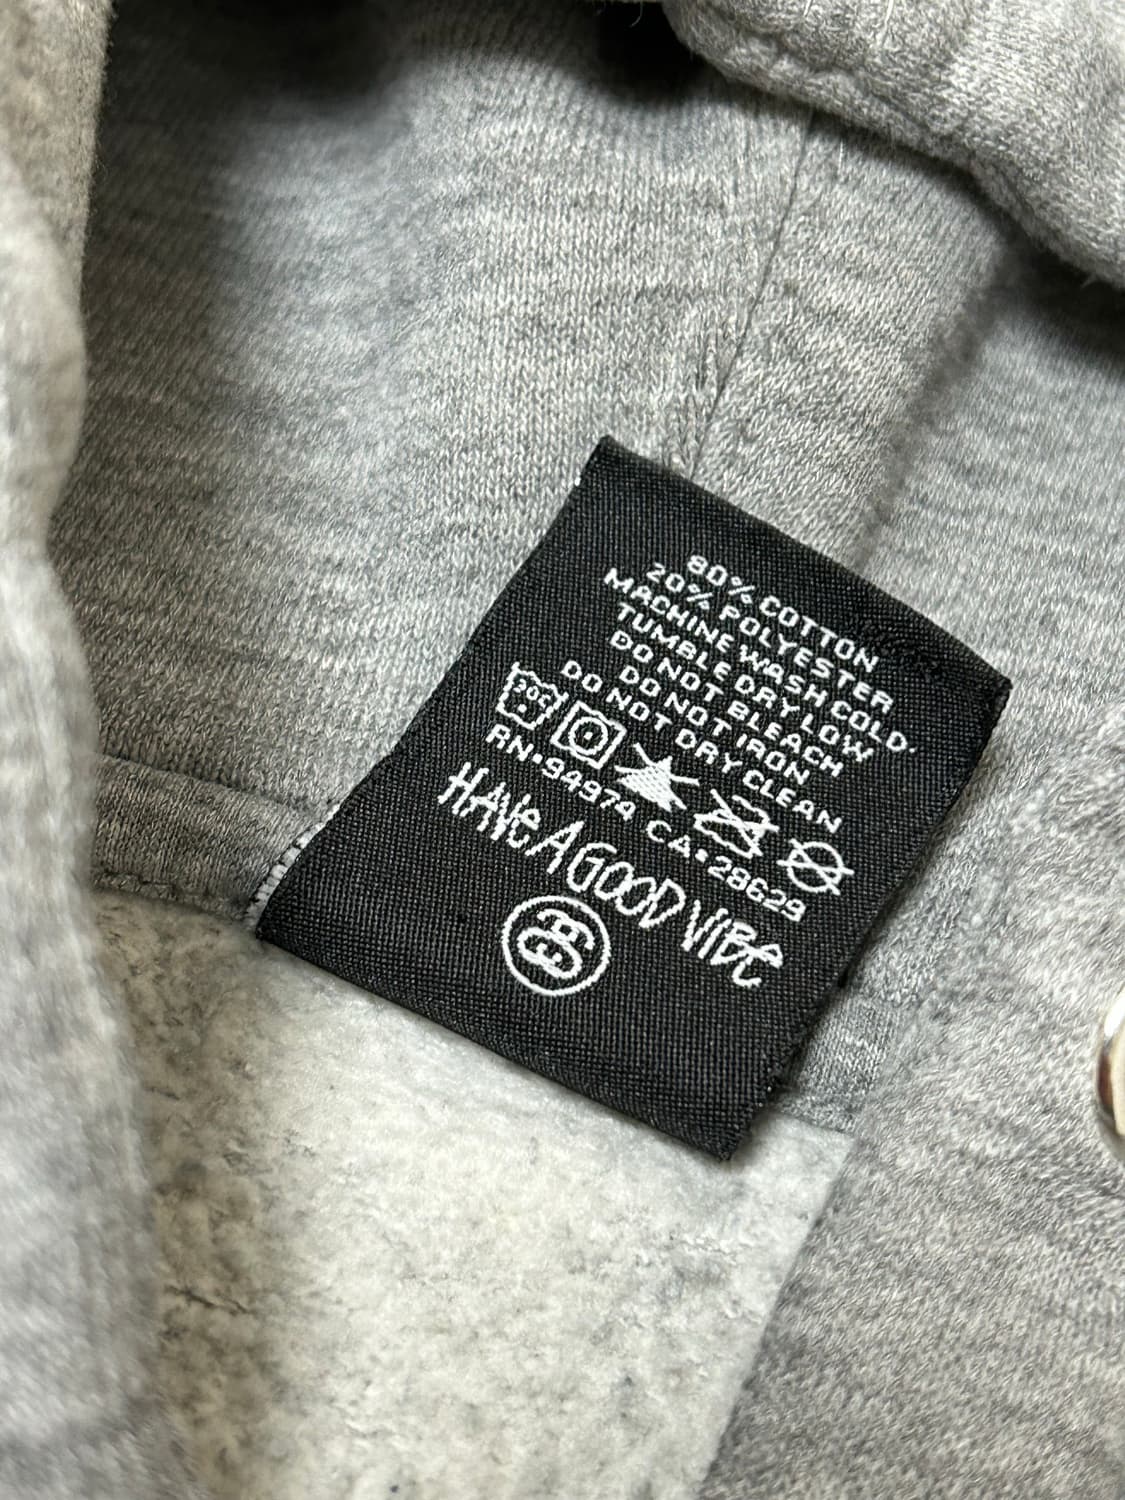 80% COTTON
20% POLYESTER
MACHINE WASH COLD.
TUMBLE DRY LOW
DO NOT BLEACH
DO NOT IRON
DO NOT DRY CLEAN
30C
RN•94974 CA•28629
HAVE A GOOD VIBE